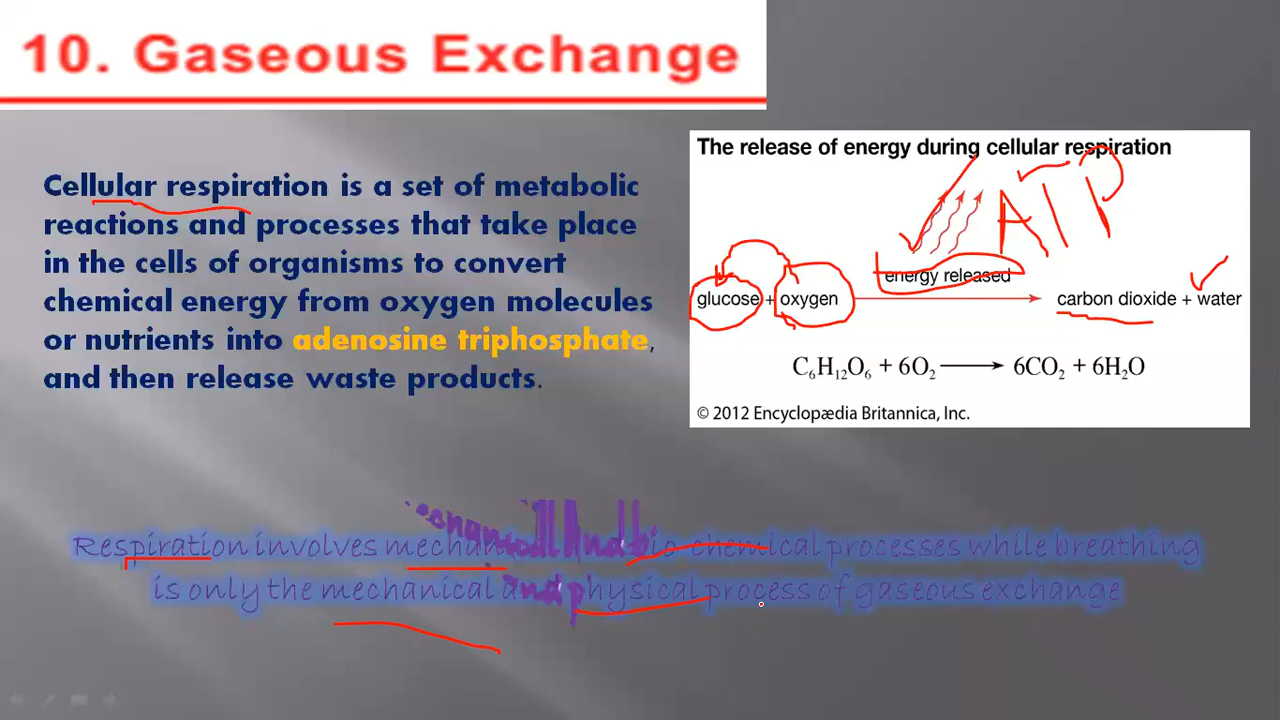 10. Gaseous Exchange
Cellular respiration is a set of metabolic
reactions and processes that take place
in the cells of organisms to convert
chemical energy from oxygen molecules
or nutrients into adenosine triphosphate,
and then release waste products.
The release of energy during cellular respiration
ATP
energy released
glucose + oxygen carbon dioxide + water
C₆H₁₂O₆ + 6O₂ → 6CO₂ + 6H₂O
© 2012 Encyclopædia Britannica, Inc.
Respiration involves mechanical and bio-chemical processes while breathing
is only the mechanical and physical process of gaseous exchange